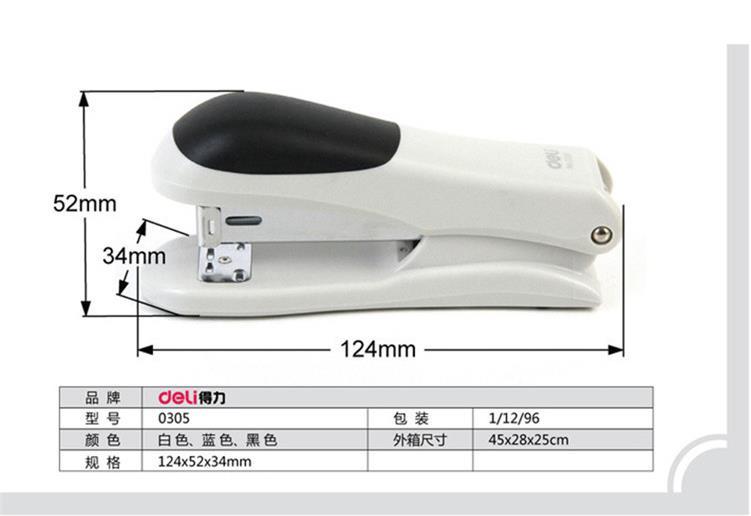 deli
52mm
34mm
124mm
品 牌 deli得力
型 号 0305 包 装 1/12/96
颜 色 白色、蓝色、黑色 外箱尺寸 45x28x25cm
规 格 124x52x34mm